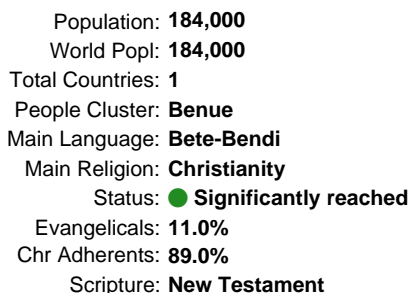 Population: 184,000
World Popl: 184,000
Total Countries: 1
People Cluster: Benue
Main Language: Bete-Bendi
Main Religion: Christianity
Status: Significantly reached
Evangelicals: 11.0%
Chr Adherents: 89.0%
Scripture: New Testament